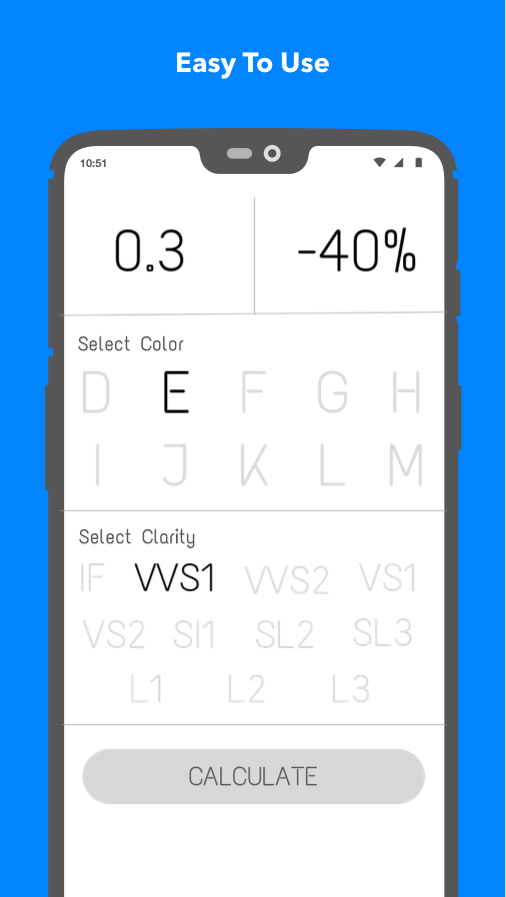 Easy To Use
10:51
0.3 -40%
Select Color
D E F G H
I J K L M
Select Clarity
IF VVS1 VVS2 VS1
VS2 SI1 SL2 SL3
L1 L2 L3
CALCULATE